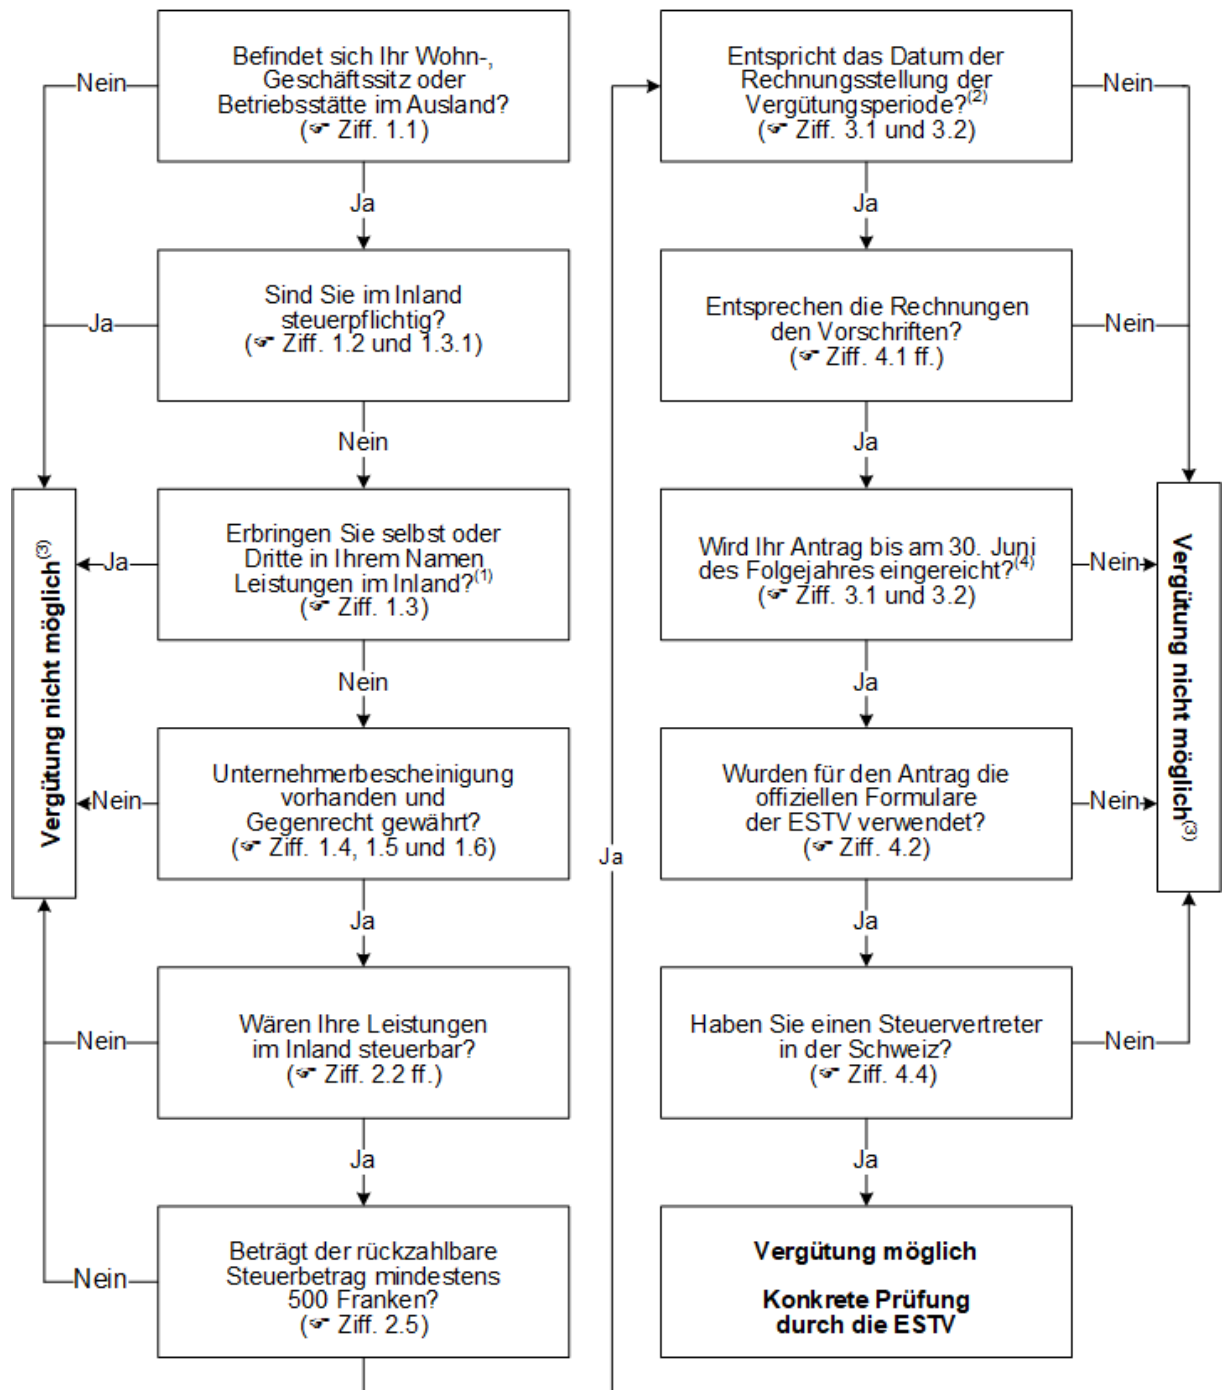 Befindet sich Ihr Wohn-,
Geschäftssitz oder
Betriebsstätte im Ausland?
(☞ Ziff. 1.1)
Nein
Ja
Sind Sie im Inland
steuerpflichtig?
(☞ Ziff. 1.2 und 1.3.1)
Ja
Nein
Erbringen Sie selbst oder
Dritte in Ihrem Namen
Leistungen im Inland?(1)
(☞ Ziff. 1.3)
Ja
Nein
Vergütung nicht möglich(3)
Unternehmerbescheinigung
vorhanden und
Gegenrecht gewährt?
(☞ Ziff. 1.4, 1.5 und 1.6)
Nein
Ja
Wären Ihre Leistungen
im Inland steuerbar?
(☞ Ziff. 2.2 ff.)
Nein
Ja
Beträgt der rückzahlbare
Steuerbetrag mindestens
500 Franken?
(☞ Ziff. 2.5)
Nein
Ja
Entspricht das Datum der
Rechnungsstellung der
Vergütungsperiode?(2)
(☞ Ziff. 3.1 und 3.2)
Nein
Ja
Entsprechen die Rechnungen
den Vorschriften?
(☞ Ziff. 4.1 ff.)
Nein
Ja
Wird Ihr Antrag bis am 30. Juni
des Folgejahres eingereicht?(4)
(☞ Ziff. 3.1 und 3.2)
Nein
Ja
Vergütung nicht möglich(3)
Wurden für den Antrag die
offiziellen Formulare
der ESTV verwendet?
(☞ Ziff. 4.2)
Nein
Ja
Haben Sie einen Steuervertreter
in der Schweiz?
(☞ Ziff. 4.4)
Nein
Ja
Vergütung möglich
Konkrete Prüfung
durch die ESTV